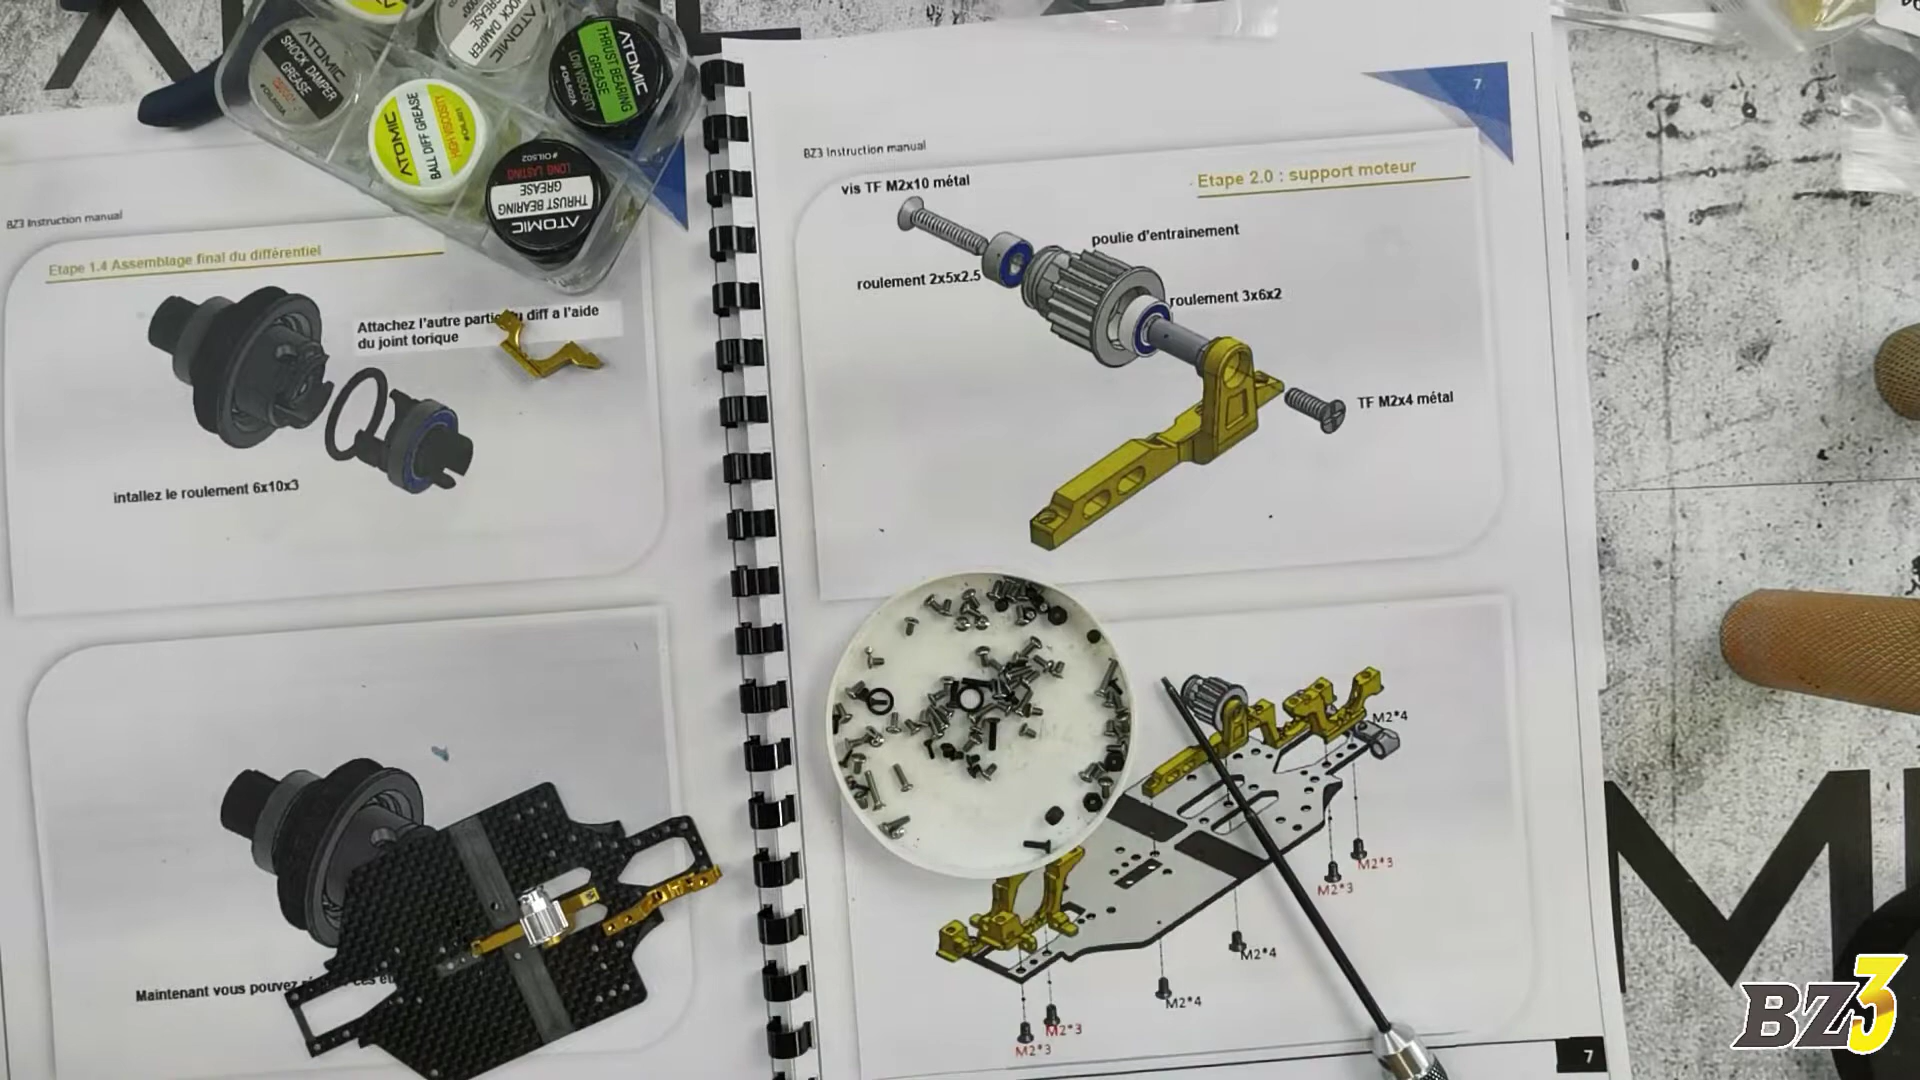 ATOMIC
SHOCK DAMPER
GREASE
SHOCK DAMPER
GREASE
ATOMIC
ATOMIC
THRUST BEARING
GREASE
LOW VISCOSITY
ATOMIC
BALL DIFF GREASE
HIGH VISCOSITY
ATOMIC
THRUST BEARING
GREASE
LONG LASTING
BZ3 Instruction manual
Etape 1.4 Assemblage final du différentiel
Attachez l'autre diff a l'aide
du joint torique
intallez le roulement 6x10x3
Maintenant vous pouvez
7
BZ3 Instruction manual
Etape 2.0 : support moteur
vis TF M2x10 métal
poulie d'entrainement
roulement 2x5x2.5
roulement 3x6x2
TF M2x4 métal
M2*4
M2*3
M2*3
M2*4
M2*4
M2*3
M2*3
7
BZ3